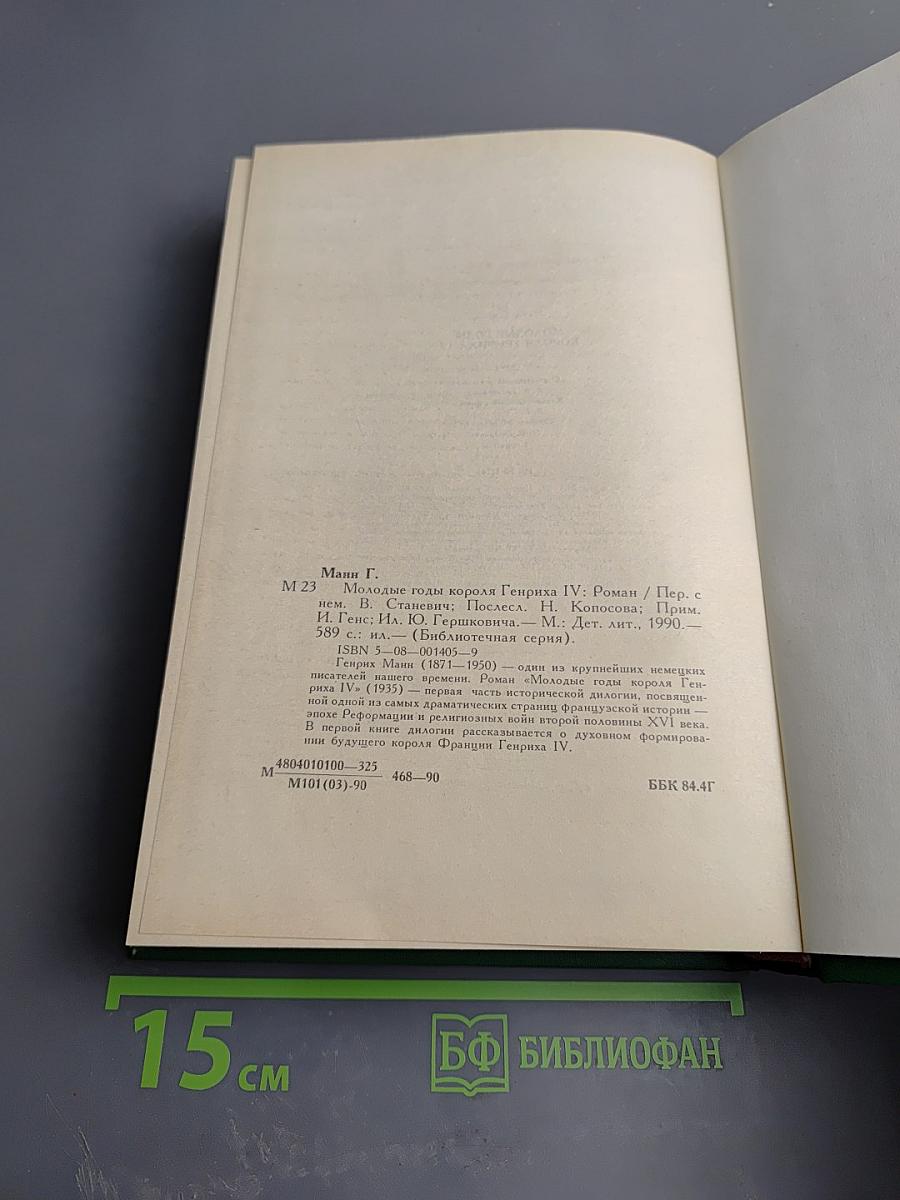 Манн Г.
М 23 Молодые годы короля Генриха IV: Роман / Пер. с
нем. В. Станевич; Послесл. Н. Копосова; Прим.
И. Генс; Ил. Ю. Гершковича.— М.: Дет. лит., 1990.—
589 с.: ил.— (Библиотечная серия).
ISBN 5—08—001405—9
Генрих Манн (1871—1950) — один из крупнейших немецких
писателей нашего времени. Роман «Молодые годы короля Ген-
риха IV» (1935) — первая часть исторической дилогии, посвящен-
ной одной из самых драматических страниц французской истории —
эпохе Реформации и религиозных войн второй половины XVI века.
В первой книге дилогии рассказывается о духовном формирова-
нии будущего короля Франции Генриха IV.
М 4804010100—325
М101(03)-90
468—90
ББК 84.4Г
15 см
БФ БИБЛИОФАН